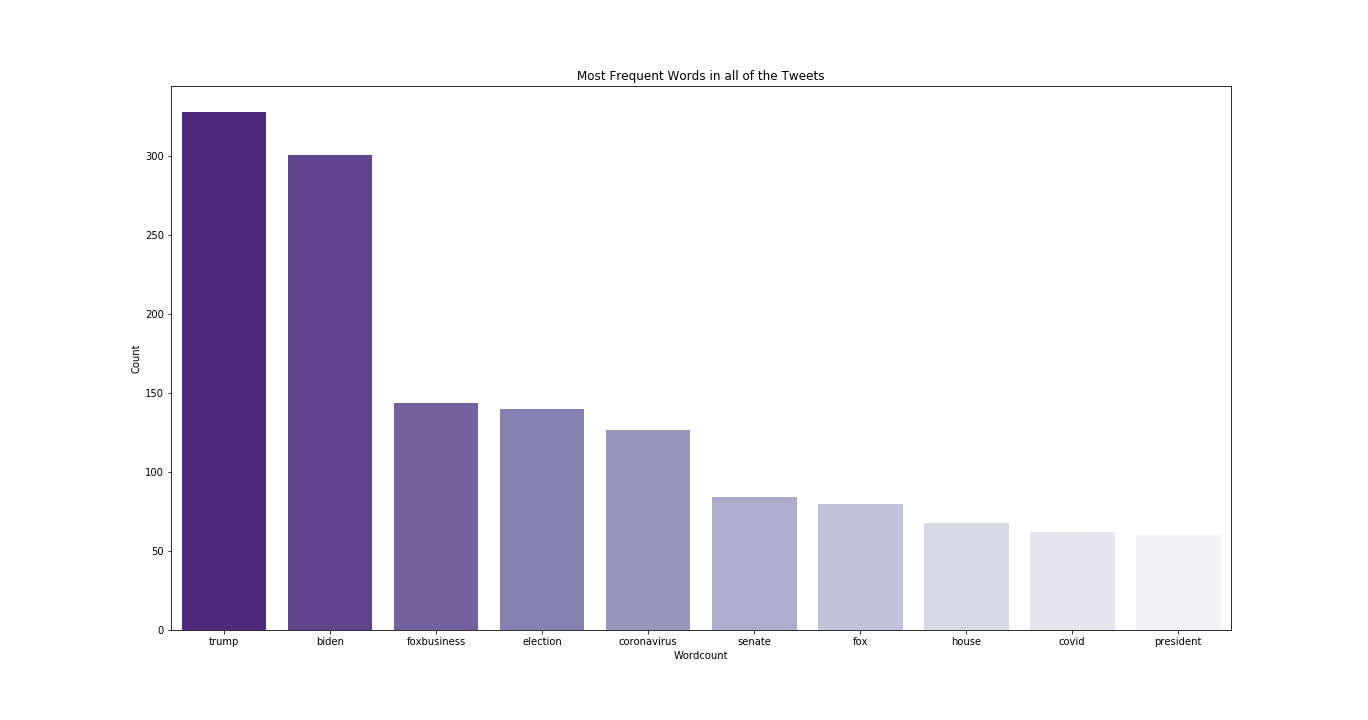 Most Frequent Words in all of the Tweets
300
250
200
150
100
50
0
Count
trump biden foxbusiness election coronavirus senate fox house covid president
Wordcount